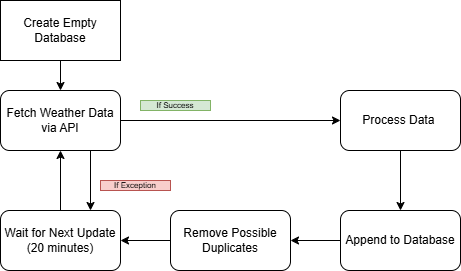 Create Empty
Database
Fetch Weather Data
via API
If Success
Process Data
If Exception
Wait for Next Update
(20 minutes)
Remove Possible
Duplicates
Append to Database